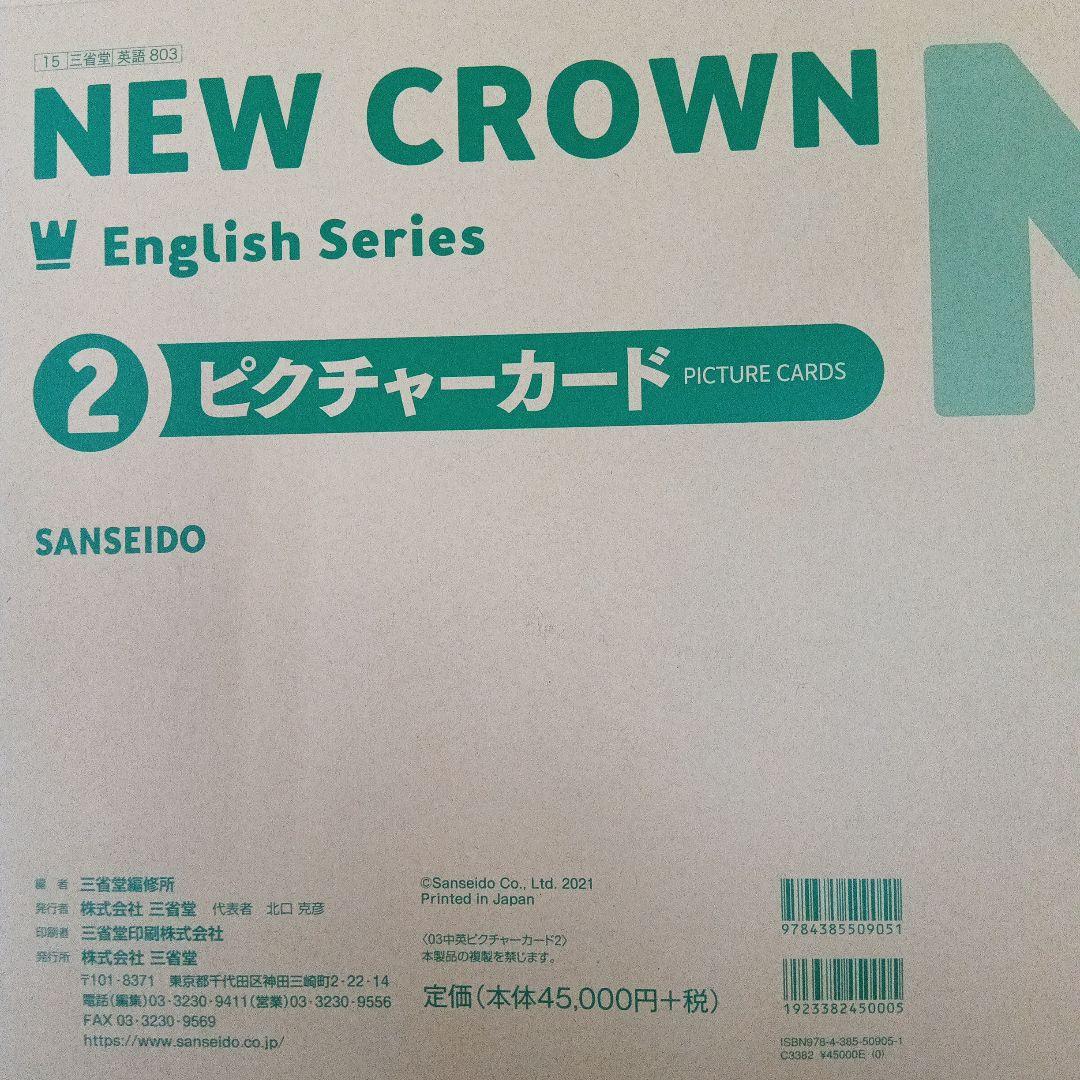 15 三省堂 英語 803
NEW CROWN
English Series
2 ピクチャーカード PICTURE CARDS
SANSEIDO
編者 三省堂編修所
発行者 株式会社 三省堂 代表者 北口 克彦
印刷者 三省堂印刷株式会社
発行所 株式会社 三省堂
〒101-8371 東京都千代田区神田三崎町2-22-14
電話(編集)03-3230-9411(営業)03-3230-9556
FAX 03-3230-9569
https://www.sanseido.co.jp/
©Sanseido Co., Ltd. 2021
Printed in Japan
〈03中英ピクチャーカード2〉
本製品の複製を禁じます。
定価(本体45,000円+税)
9784385509051
1923382450005
ISBN978-4-385-50905-1
C3382 ¥45000E (0)
N